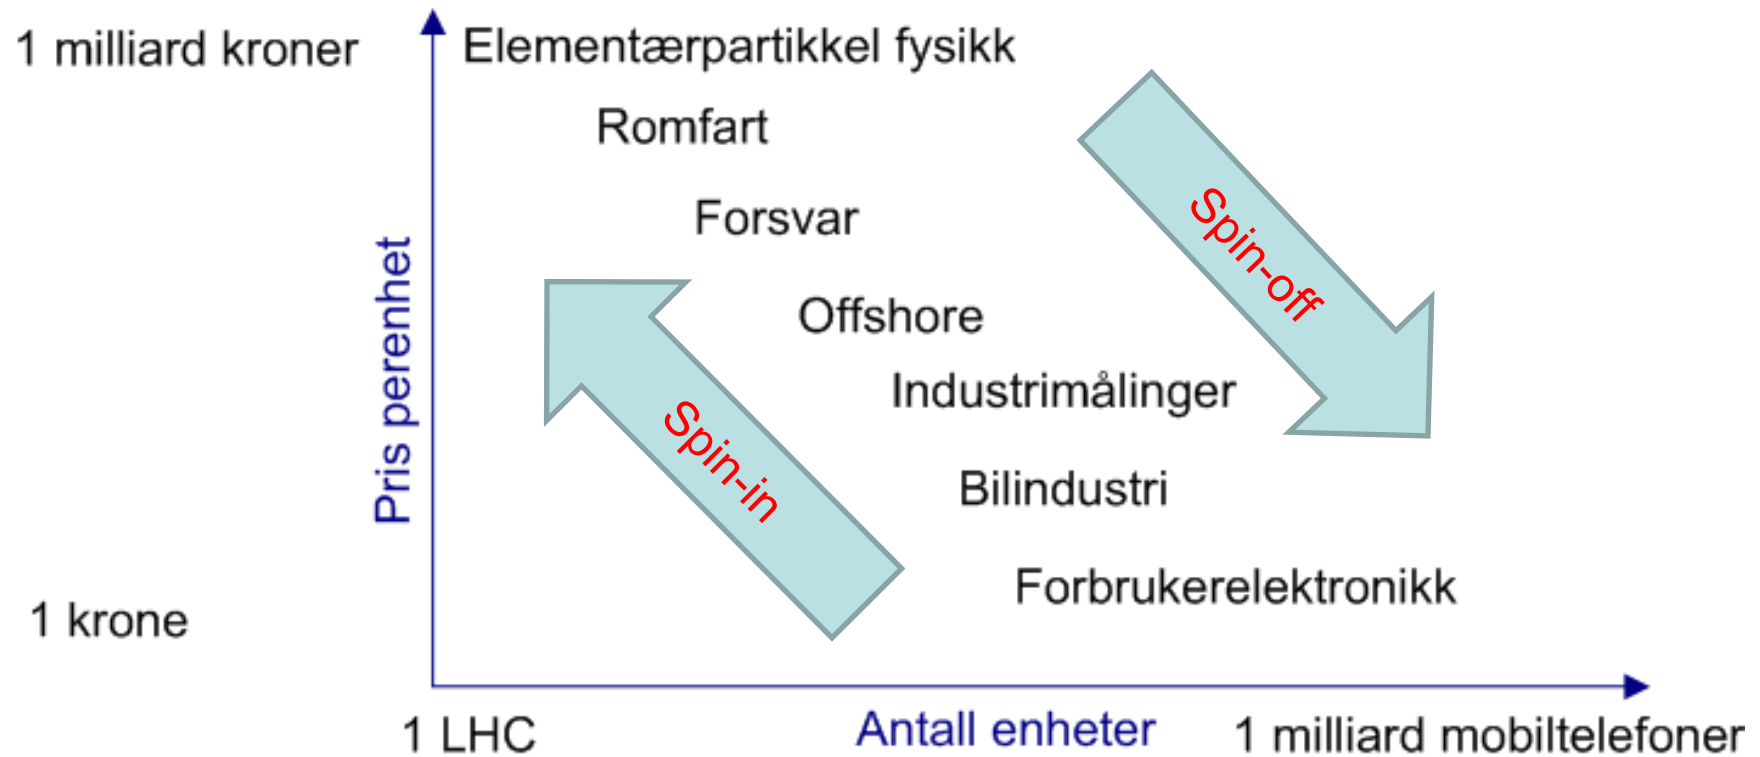 1 milliard kroner
Elementærpartikkel fysikk
Romfart
Forsvar
Spin-off
Pris perenhet
Offshore
Industrimålinger
Spin-in
Bilindustri
Forbrukerelektronikk
1 krone
1 LHC
Antall enheter
1 milliard mobiltelefoner